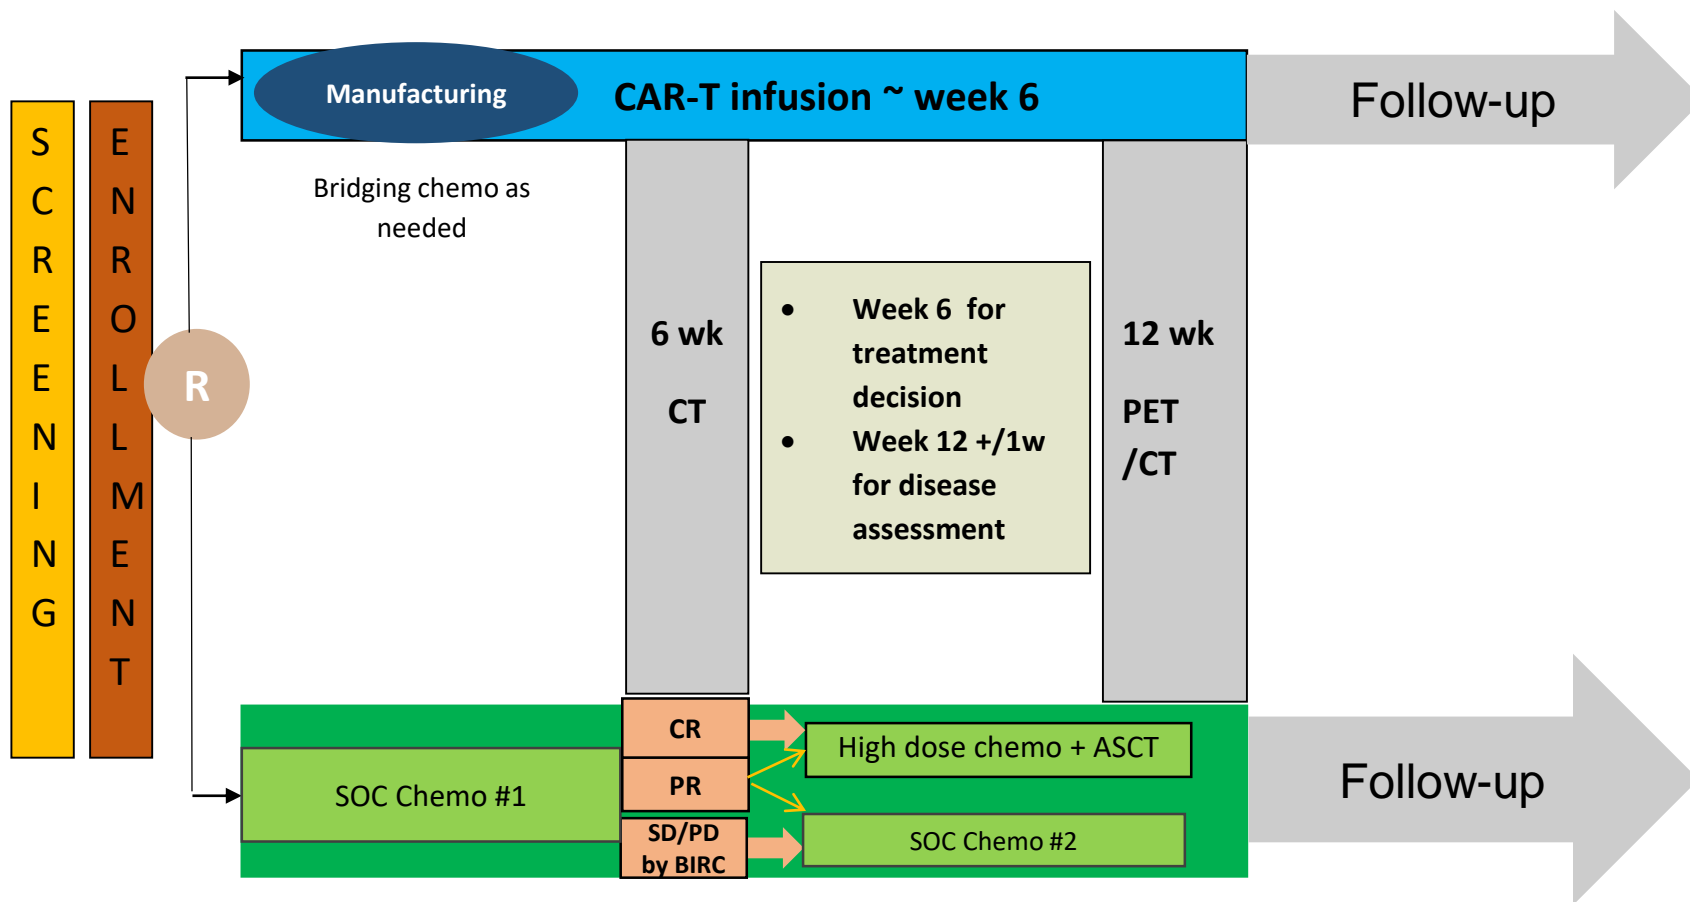 SCREENING
ENROLLMENT
R
Manufacturing
CAR-T infusion ~ week 6
Follow-up
Bridging chemo as
needed
6 wk
CT
• Week 6 for
treatment
decision
• Week 12 +/1w
for disease
assessment
12 wk
PET
/CT
SOC Chemo #1
CR
PR
SD/PD
by BIRC
High dose chemo + ASCT
SOC Chemo #2
Follow-up